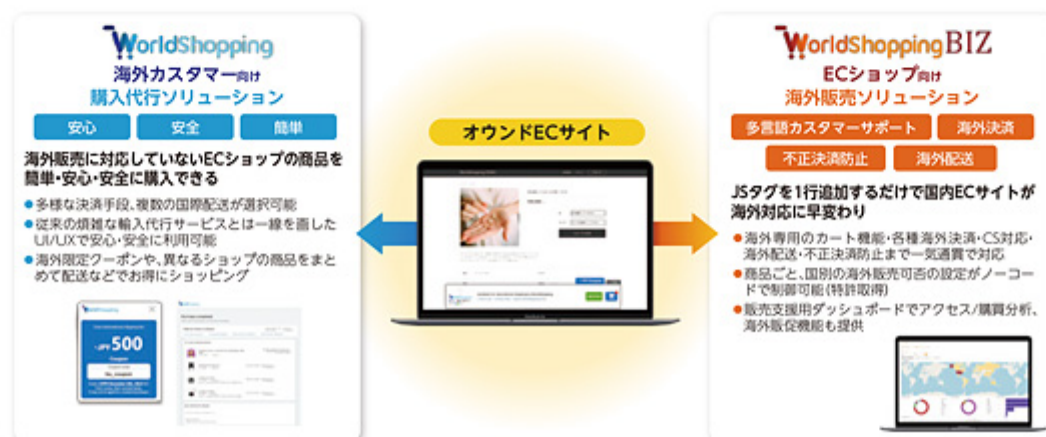 WorldShopping
海外カスタマー向け
購入代行ソリューション
安心
安全
簡単
海外販売に対応していないECショップの商品を
簡単・安心・安全に購入できる
●多様な決済手段、複数の国際配送が選択可能
●従来の煩雑な輸入代行サービスとは一線を画した
UI/UXで安心・安全に利用可能
●海外限定クーポンや、異なるショップの商品をまと
めて配送などでお得にショッピング
500
Coupon
オウンドECサイト
WorldShopping BIZ
ECショップ向け
海外販売ソリューション
多言語カスタマーサポート
海外決済
不正決済防止
海外配送
JSタグを1行追加するだけで国内ECサイトが
海外対応に早変わり
●海外専用のカート機能・各種海外決済・CS対応・
海外配送・不正決済防止まで一気通貫で対応
●商品ごと、国別の海外販売可否の設定がノーコー
ドで制御可能(特許取得)
●販売支援用ダッシュボードでアクセス/購買分析、
海外販促機能も提供